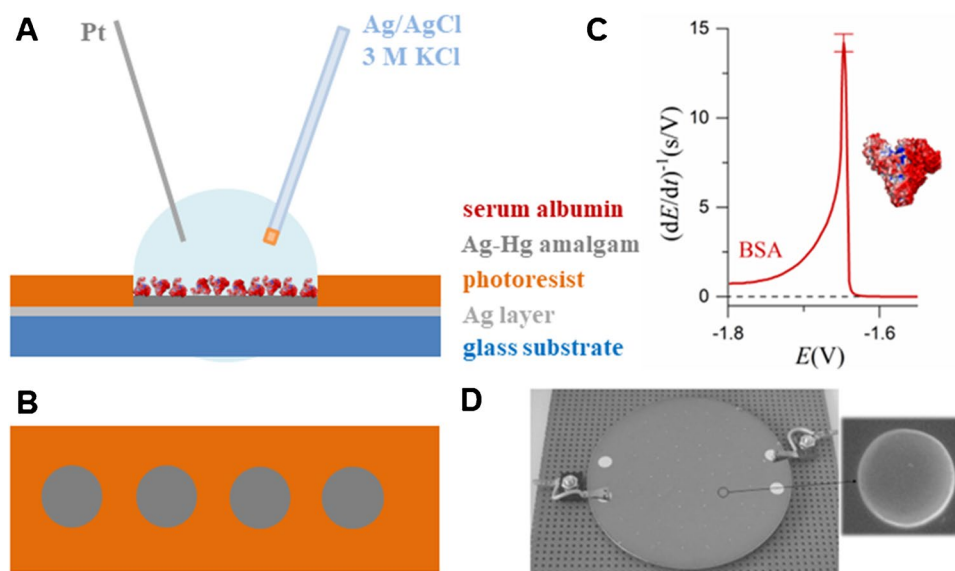 A
Pt
Ag/AgCl
3 M KCl
serum albumin
Ag-Hg amalgam
photoresist
Ag layer
glass substrate
B
C
15
10
5
0
(dE/dt)⁻¹(s/V)
BSA
-1.8
-1.6
E(V)
D